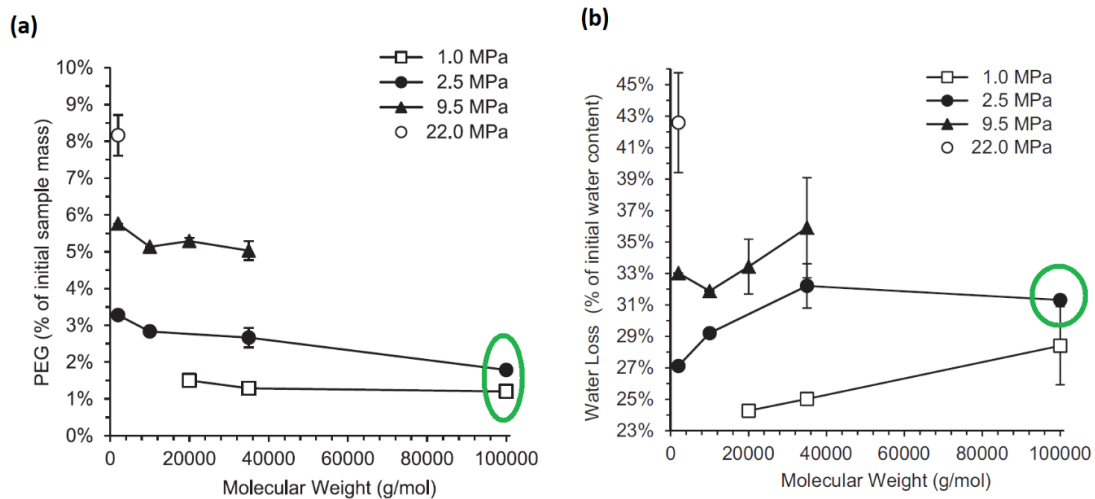 (a)
1.0 MPa
2.5 MPa
9.5 MPa
22.0 MPa
PEG (% of initial sample mass)
10%
9%
8%
7%
6%
5%
4%
3%
2%
1%
0%
0 20000 40000 60000 80000 100000
Molecular Weight (g/mol)
(b)
1.0 MPa
2.5 MPa
9.5 MPa
22.0 MPa
Water Loss (% of initial water content)
45%
43%
41%
39%
37%
35%
33%
31%
29%
27%
25%
23%
0 20000 40000 60000 80000 100000
Molecular Weight (g/mol)